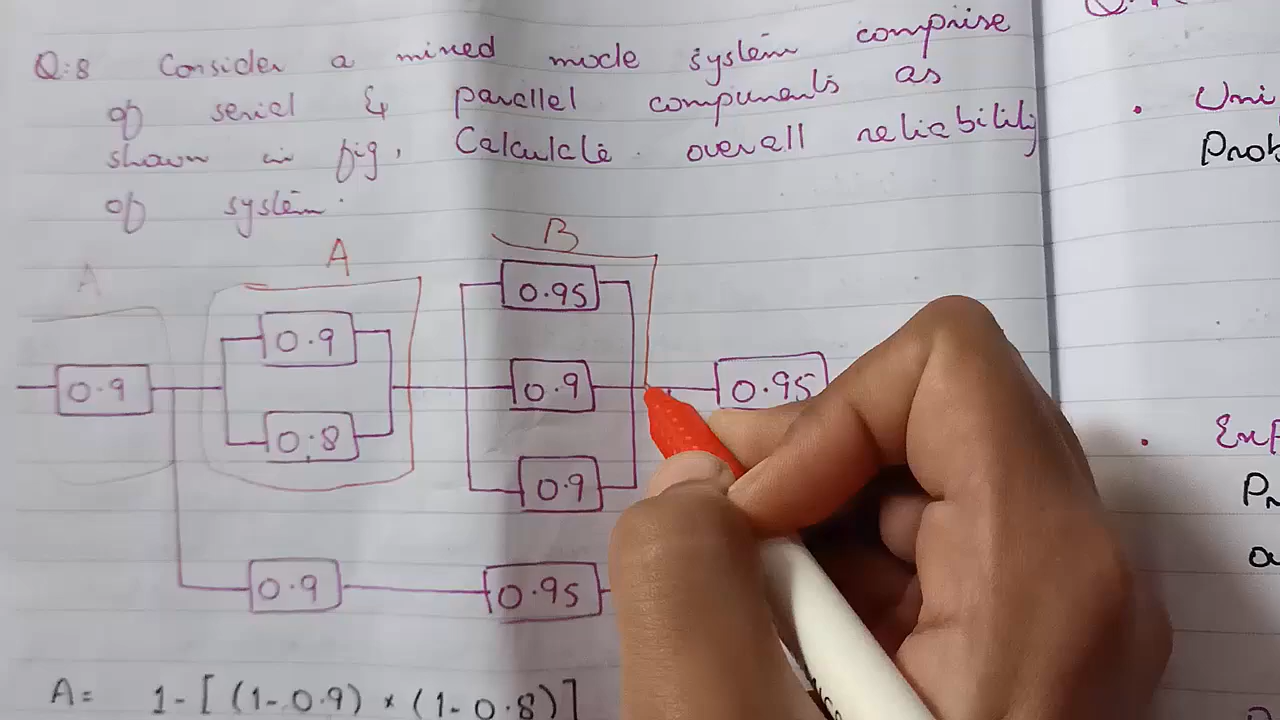 Q:8 Consider a mixed mode system comprise
of serial & parallel components as
shown in fig, Calculate overall reliability
of system.
A
A
B
0.9
0.9
0.8
0.95
0.9
0.9
0.95
0.9
0.95
A= 1-[(1-0.9) × (1-0.8)]
Uni
Prob
Exp